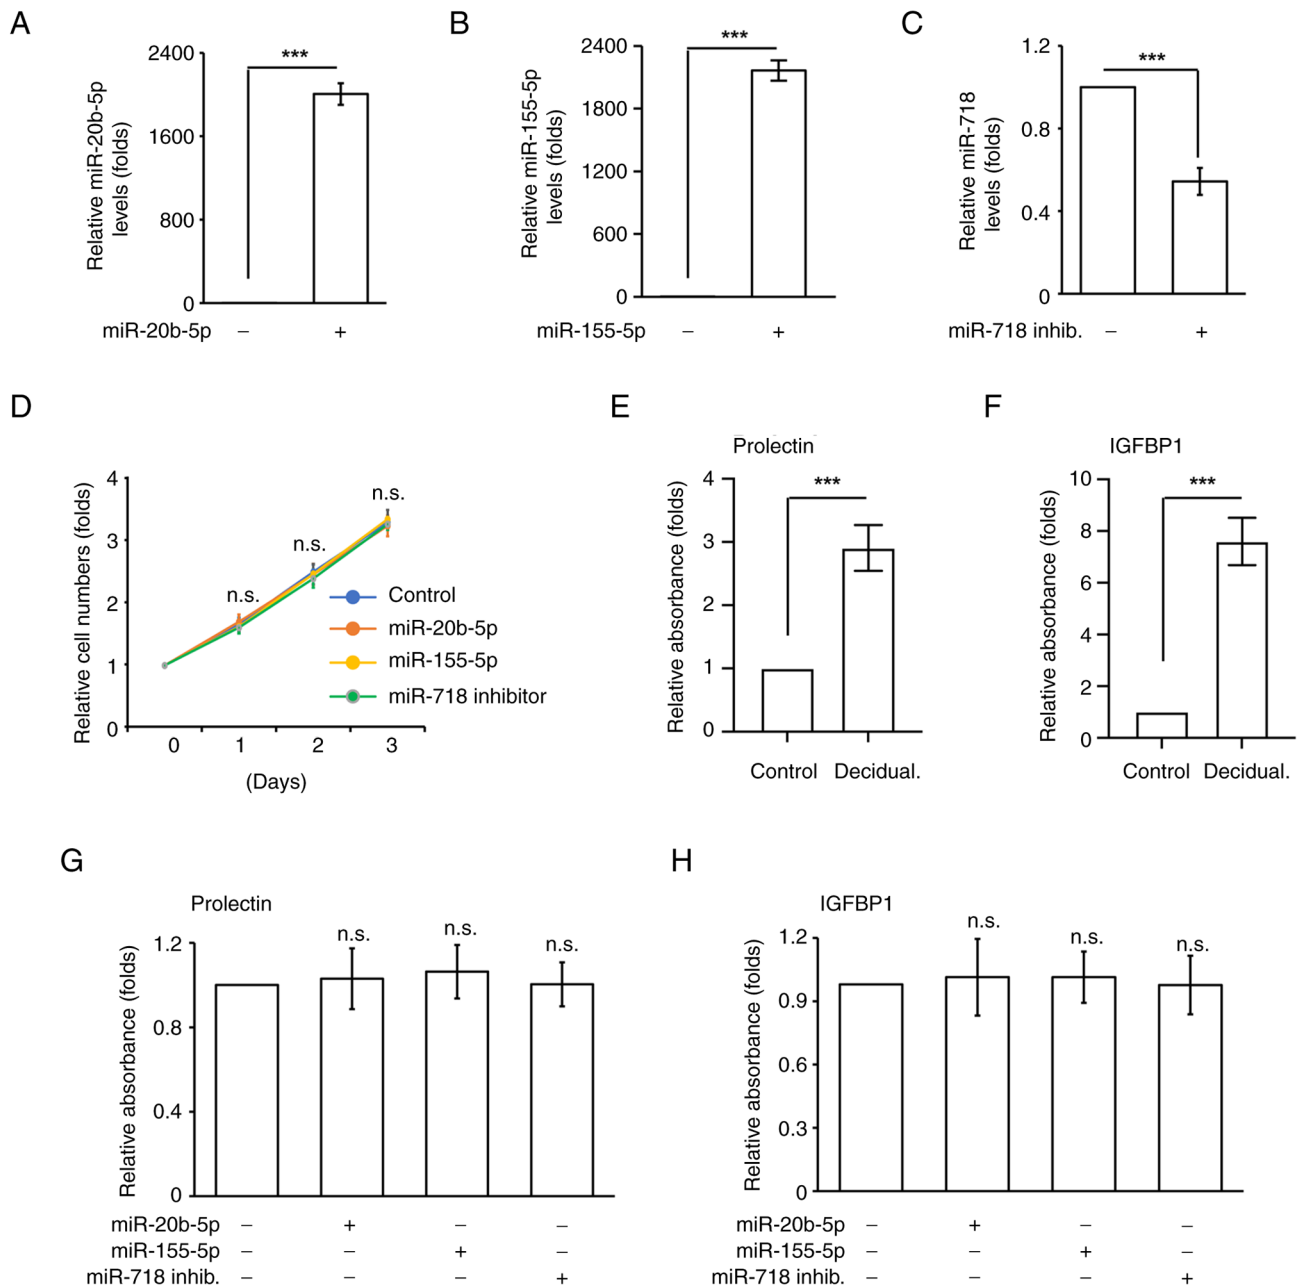 A
Relative miR-20b-5p
levels (folds)
2400
1600
800
0
***
miR-20b-5p − +
B
Relative miR-155-5p
levels (folds)
2400
1800
1200
600
0
***
miR-155-5p − +
C
Relative miR-718
levels (folds)
1.2
0.8
0.4
0
***
miR-718 inhib. − +
D
Relative cell numbers (folds)
4
3
2
1
0
n.s.
n.s.
n.s.
Control
miR-20b-5p
miR-155-5p
miR-718 inhibitor
0 1 2 3
(Days)
E
Prolectin
Relative absorbance (folds)
4
3
2
1
0
***
Control Decidual.
F
IGFBP1
Relative absorbance (folds)
10
8
6
4
2
0
***
Control Decidual.
G
Prolectin
Relative absorbance (folds)
1.2
0.8
0.4
0
n.s. n.s. n.s.
miR-20b-5p − + − −
miR-155-5p − − + −
miR-718 inhib. − − − +
H
IGFBP1
Relative absorbance (folds)
1.2
0.9
0.6
0.3
0
n.s. n.s. n.s.
miR-20b-5p − + − −
miR-155-5p − − + −
miR-718 inhib. − − − +